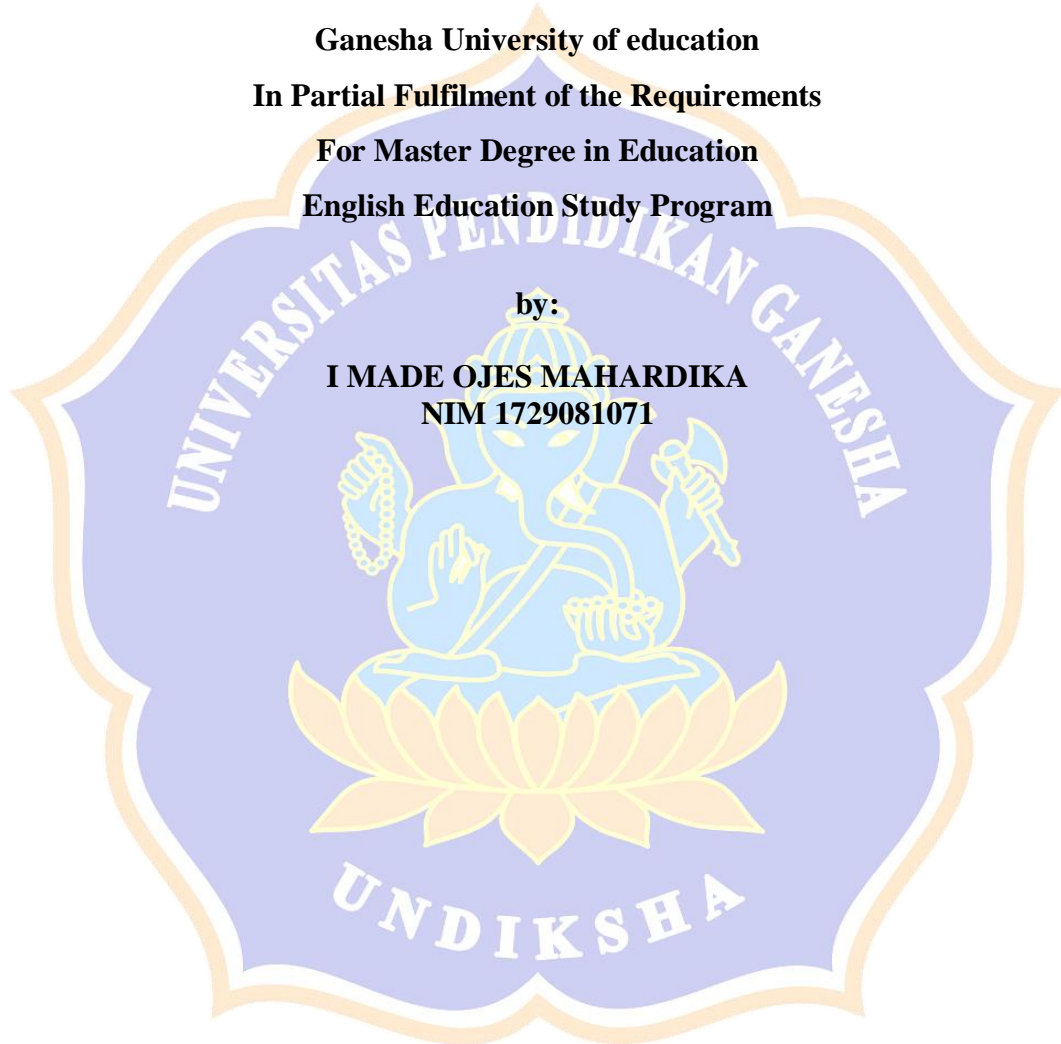 Ganesha University of education
In Partial Fulfilment of the Requirements
For Master Degree in Education
English Education Study Program
UNIVERSITAS PENDIDIKAN GANESHA
by:
I MADE OJES MAHARDIKA
NIM 1729081071
UNDIKSHA